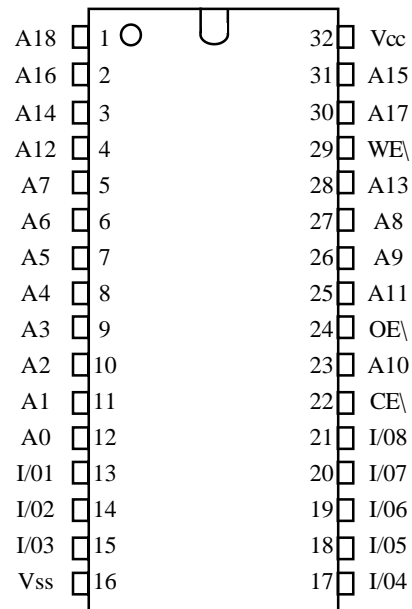 A18 1 32 Vcc
A16 2 31 A15
A14 3 30 A17
A12 4 29 WE\
A7 5 28 A13
A6 6 27 A8
A5 7 26 A9
A4 8 25 A11
A3 9 24 OE\
A2 10 23 A10
A1 11 22 CE\
A0 12 21 I/08
I/01 13 20 I/07
I/02 14 19 I/06
I/03 15 18 I/05
Vss 16 17 I/04